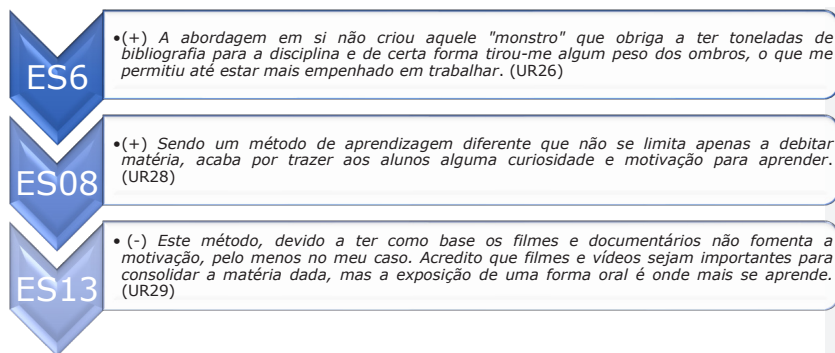 ES6
•(+) A abordagem em si não criou aquele "monstro" que obriga a ter toneladas de
bibliografia para a disciplina e de certa forma tirou-me algum peso dos ombros, o que me
permitiu até estar mais empenhado em trabalhar. (UR26)
ES08
•(+) Sendo um método de aprendizagem diferente que não se limita apenas a debitar
matéria, acaba por trazer aos alunos alguma curiosidade e motivação para aprender.
(UR28)
ES13
• (-) Este método, devido a ter como base os filmes e documentários não fomenta a
motivação, pelo menos no meu caso. Acredito que filmes e vídeos sejam importantes para
consolidar a matéria dada, mas a exposição de uma forma oral é onde mais se aprende.
(UR29)